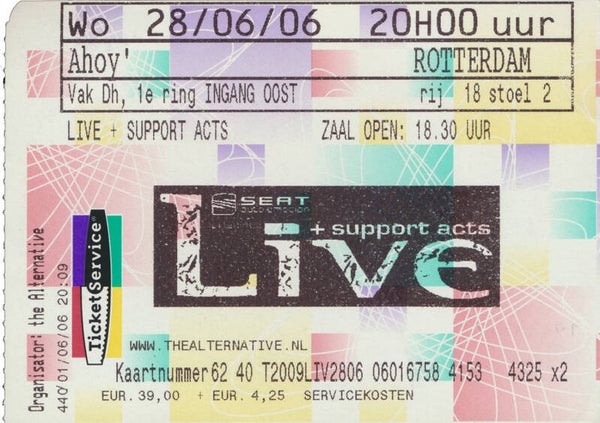 Wo 28/06/06 20H00 uur
Ahoy' ROTTERDAM
Vak Dh, 1e ring INGANG OOST rij 18 stoel 2
LIVE + SUPPORT ACTS ZAAL OPEN: 18.30 UUR
SEAT
auto emoción
+ support acts
Live
WWW.THEALTERNATIVE.NL
Kaartnummer 62 40 T2009LIV2806 06016758 4153 4325 x2
EUR. 39,00 + EUR. 4,25 SERVICEKOSTEN
TicketService®
Organisator: the Alternative
440 01/06/06 20:09